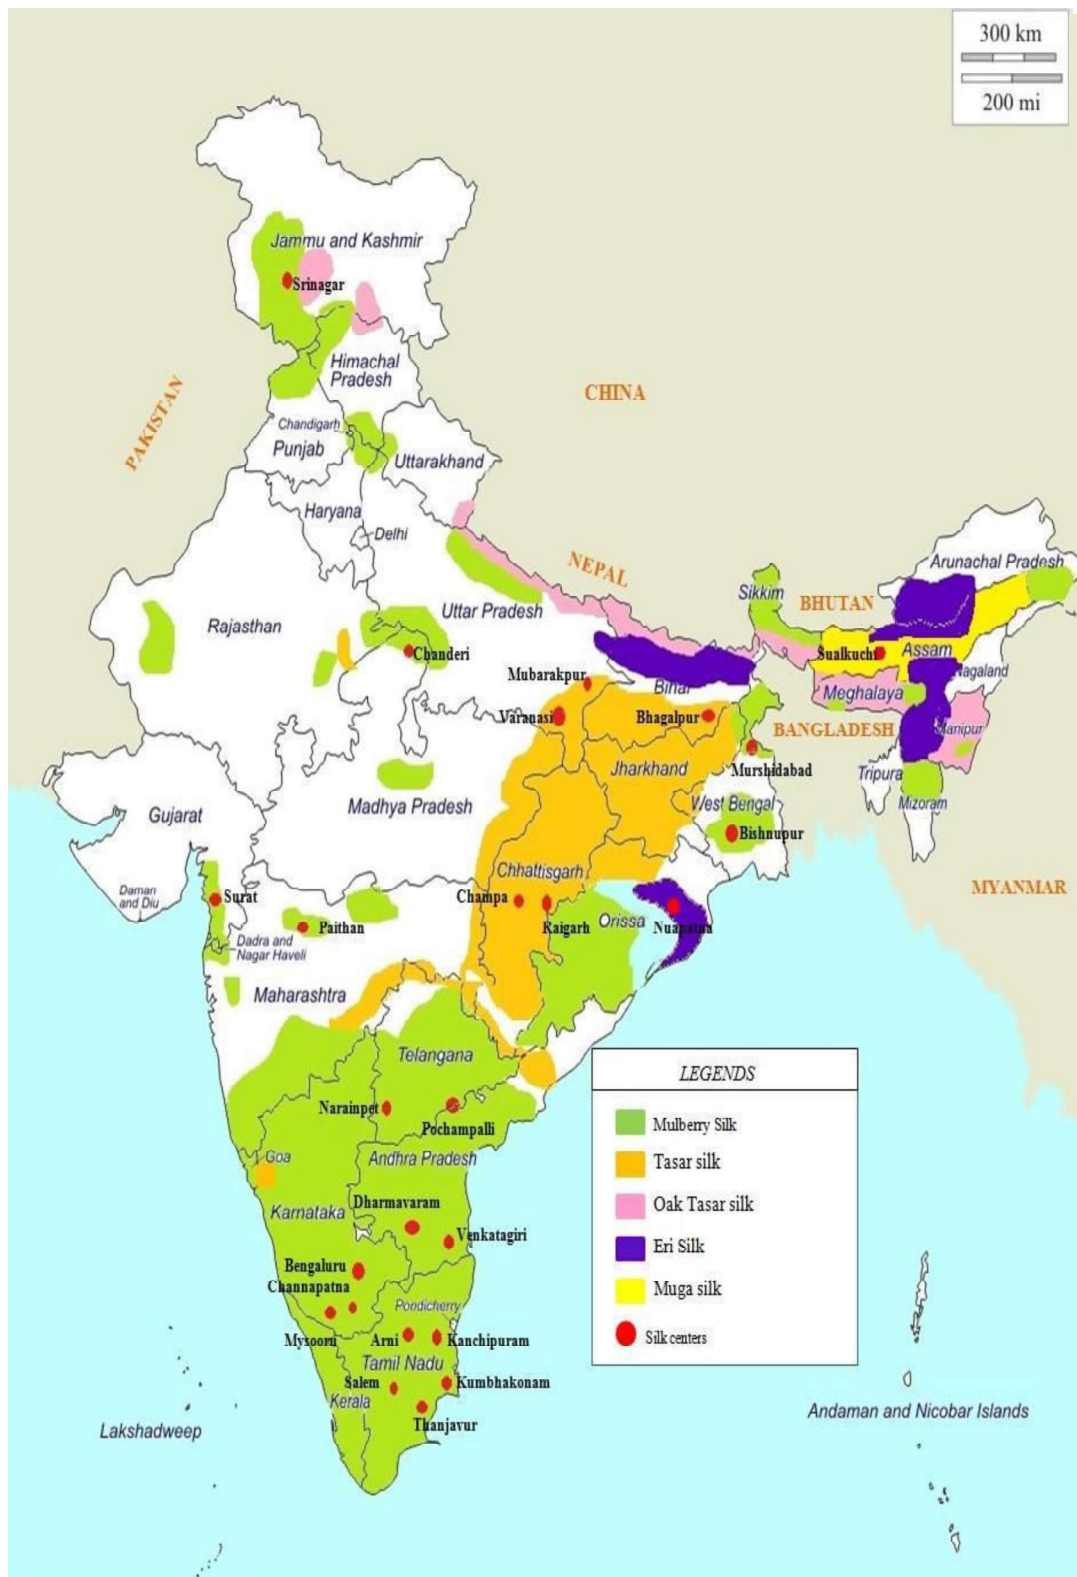 300 km
200 mi
Jammu and Kashmir
Srinagar
Himachal
Pradesh
PAKISTAN
CHINA
Chandigarh
Punjab
Uttarakhand
Haryana
Delhi
NEPAL
Arunachal Pradesh
Sikkim
BHUTAN
Uttar Pradesh
Rajasthan
Chanderi
Sualkuchi
Assam
Nagaland
Mubarakpur
Bihar
Meghalaya
Varanasi
Bhagalpur
BANGLADESH
Manipur
Jharkhand
Murshidabad
Tripura
Mizoram
Madhya Pradesh
West Bengal
Gujarat
Bishnupur
Chhattisgarh
MYANMAR
Daman
and Diu
Surat
Champa
Paithan
Raigarh
Orissa
Nuapatna
Dadra and
Nagar Haveli
Maharashtra
Telangana
LEGENDS
Mulberry Silk
Tasar silk
Oak Tasar silk
Eri Silk
Muga silk
Silk centers
Narainpet
Pochampalli
Goa
Andhra Pradesh
Karnataka
Dharmavaram
Venkatagiri
Bengaluru
Channapatna
Pondicherry
Mysooru
Arni
Kanchipuram
Tamil Nadu
Salem
Kumbhakonam
Kerala
Thanjavur
Lakshadweep
Andaman and Nicobar Islands